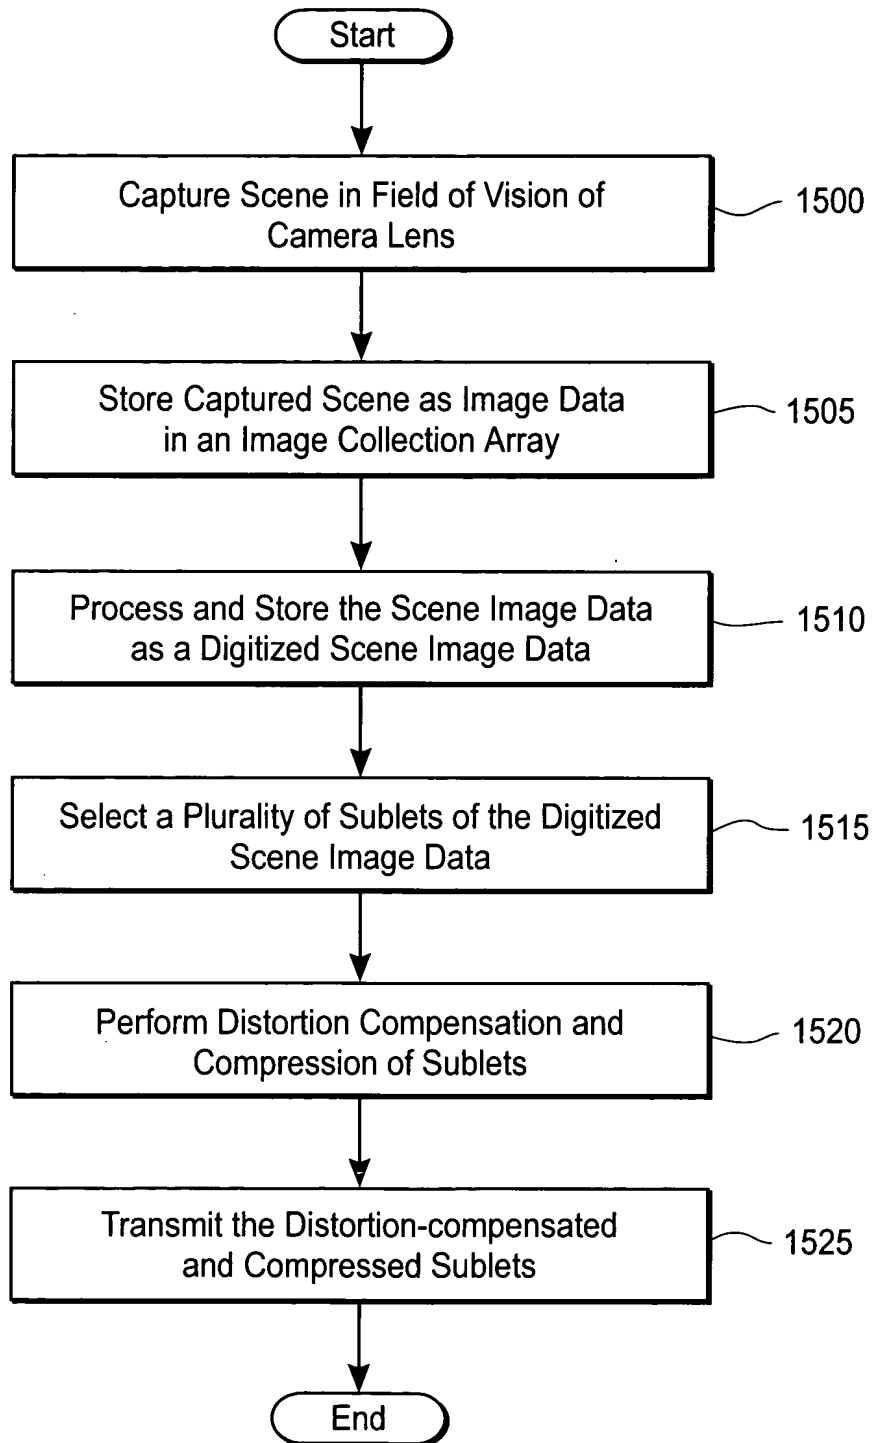 Start
Capture Scene in Field of Vision of
Camera Lens
1500
Store Captured Scene as Image Data
in an Image Collection Array
1505
Process and Store the Scene Image Data
as a Digitized Scene Image Data
1510
Select a Plurality of Sublets of the Digitized
Scene Image Data
1515
Perform Distortion Compensation and
Compression of Sublets
1520
Transmit the Distortion-compensated
and Compressed Sublets
1525
End